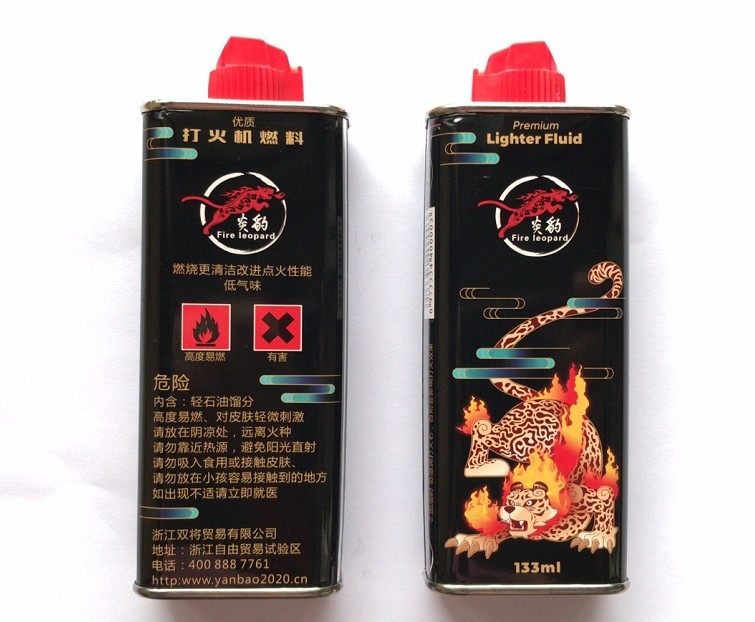 优质
打火机燃料
炎豹
Fire leopard
燃烧更清洁改进点火性能
低气味
高度易燃
有害
危险
内含：轻石油馏分
高度易燃、对皮肤轻微刺激
请放在阴凉处，远离火种
请勿靠近热源，避免阳光直射
请勿吸入食用或接触皮肤、
请勿放在小孩容易接触到的地方
如出现不适请立即就医
浙江双将贸易有限公司
地址：浙江自由贸易试验区
电话：400 888 7761
http:www.yanbao2020.cn
Premium
Lighter Fluid
炎豹
Fire leopard
133ml